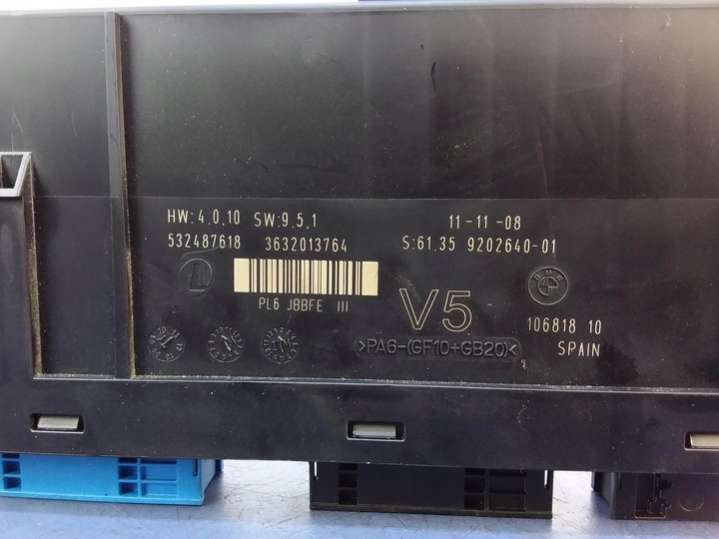 HW:4,0,10 SW:9,5,1 11-11-08
532487618 3632013764 S:61,35 9202640-01
BMW
PL6 JBBFE III V5 106818 10
>PA6-(GF10+GB20)< SPAIN